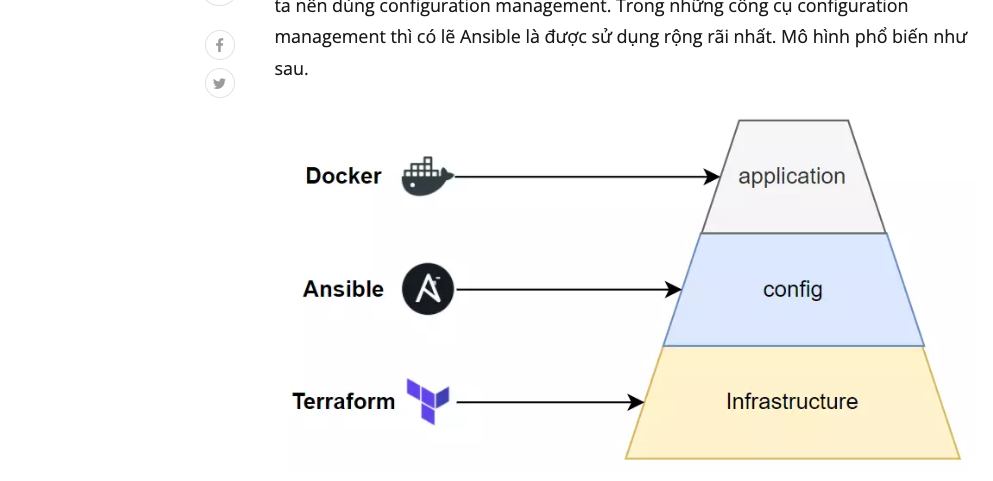 ta nên dùng configuration management. Trong những công cụ configuration
management thì có lẽ Ansible là được sử dụng rộng rãi nhất. Mô hình phổ biến như
sau.
Docker
application
Ansible
config
Terraform
Infrastructure